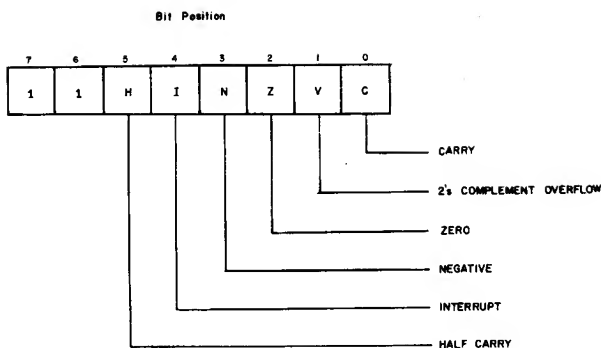 Bit Position
7 6 5 4 3 2 1 0
1 1 H I N Z V C
CARRY
2's COMPLEMENT OVERFLOW
ZERO
NEGATIVE
INTERRUPT
HALF CARRY